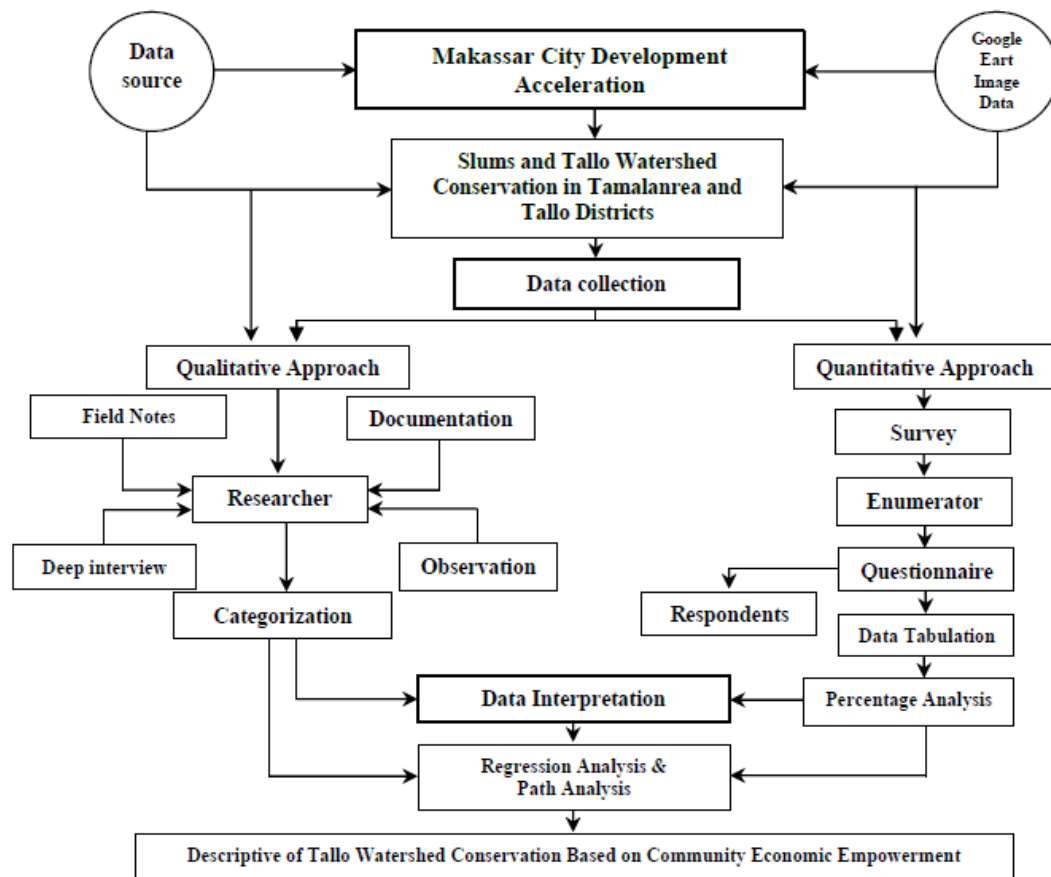 Data
source
Makassar City Development
Acceleration
Google
Eart
Image
Data
Slums and Tallo Watershed
Conservation in Tamalanrea and
Tallo Districts
Data collection
Qualitative Approach
Quantitative Approach
Field Notes
Documentation
Survey
Researcher
Enumerator
Deep interview
Observation
Questionnaire
Categorization
Respondents
Data Tabulation
Data Interpretation
Percentage Analysis
Regression Analysis &
Path Analysis
Descriptive of Tallo Watershed Conservation Based on Community Economic Empowerment